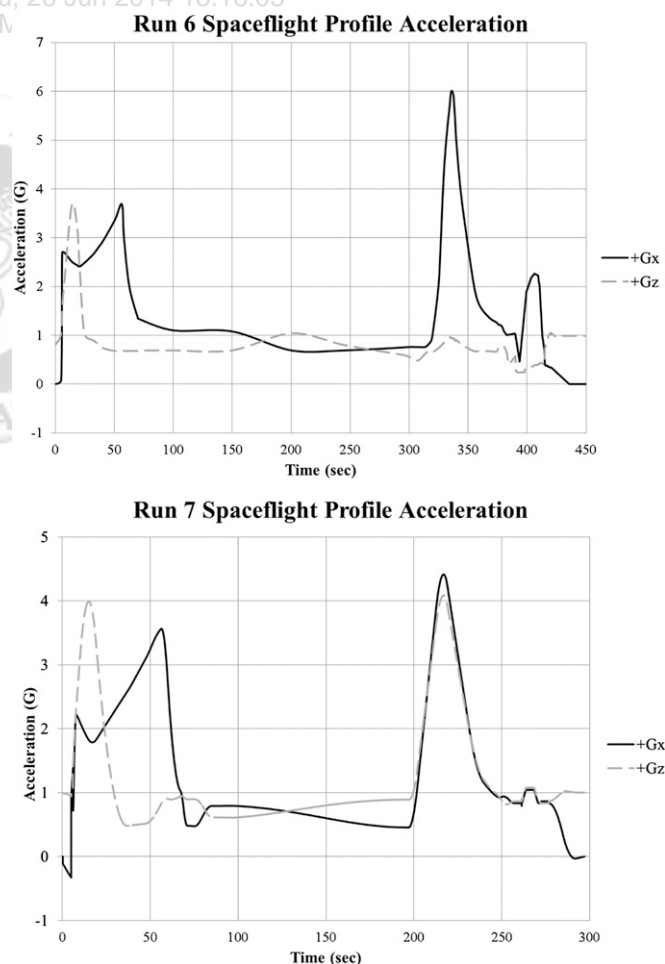 Run 6 Spaceflight Profile Acceleration
7
6
5
4
3
2
1
0
-1
Acceleration (G)
0 50 100 150 200 250 300 350 400 450
Time (sec)
+Gx
+Gz
Run 7 Spaceflight Profile Acceleration
5
4
3
2
1
0
-1
Acceleration (G)
0 50 100 150 200 250 300
Time (sec)
+Gx
+Gz